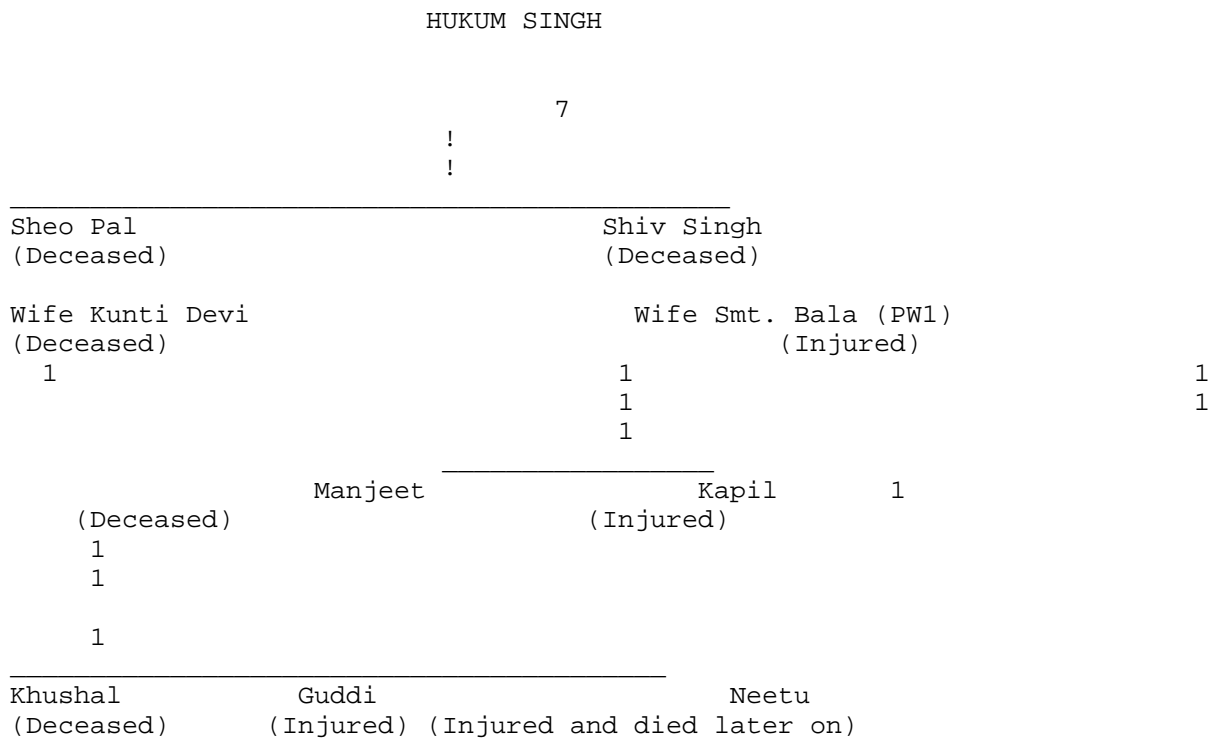 HUKUM SINGH
7
!
!
Sheo Pal Shiv Singh
(Deceased) (Deceased)
Wife Kunti Devi Wife Smt. Bala (PW1)
(Deceased) (Injured)
1 1 1
1 1
1
Manjeet Kapil 1
(Deceased) (Injured)
1
1
1
Khushal Guddi Neetu
(Deceased) (Injured) (Injured and died later on)